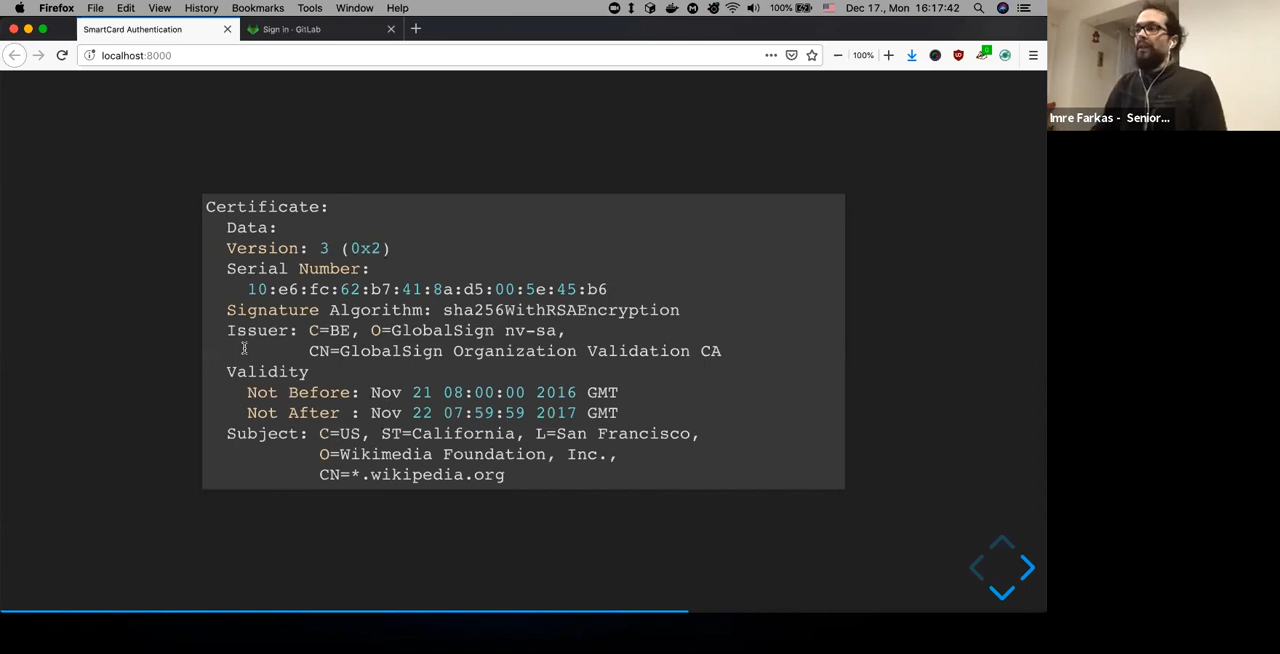 Firefox File Edit View History Bookmarks Tools Window Help 100% Dec 17., Mon 16:17:42
SmartCard Authentication Sign in · GitLab
localhost:8000 100%
Certificate:
Data:
Version: 3 (0x2)
Serial Number:
10:e6:fc:62:b7:41:8a:d5:00:5e:45:b6
Signature Algorithm: sha256WithRSAEncryption
Issuer: C=BE, O=GlobalSign nv-sa,
CN=GlobalSign Organization Validation CA
Validity
Not Before: Nov 21 08:00:00 2016 GMT
Not After : Nov 22 07:59:59 2017 GMT
Subject: C=US, ST=California, L=San Francisco,
O=Wikimedia Foundation, Inc.,
CN=*.wikipedia.org
Imre Farkas - Senior...